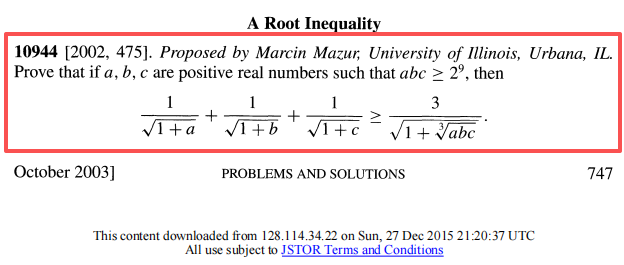 A Root Inequality
10944 [2002, 475]. Proposed by Marcin Mazur, University of Illinois, Urbana, IL.
Prove that if a, b, c are positive real numbers such that abc ≥ 2⁹, then
1/√(1+a) + 1/√(1+b) + 1/√(1+c) ≥ 3/√(1+∛abc).
October 2003] PROBLEMS AND SOLUTIONS 747
This content downloaded from 128.114.34.22 on Sun, 27 Dec 2015 21:20:37 UTC
All use subject to JSTOR Terms and Conditions